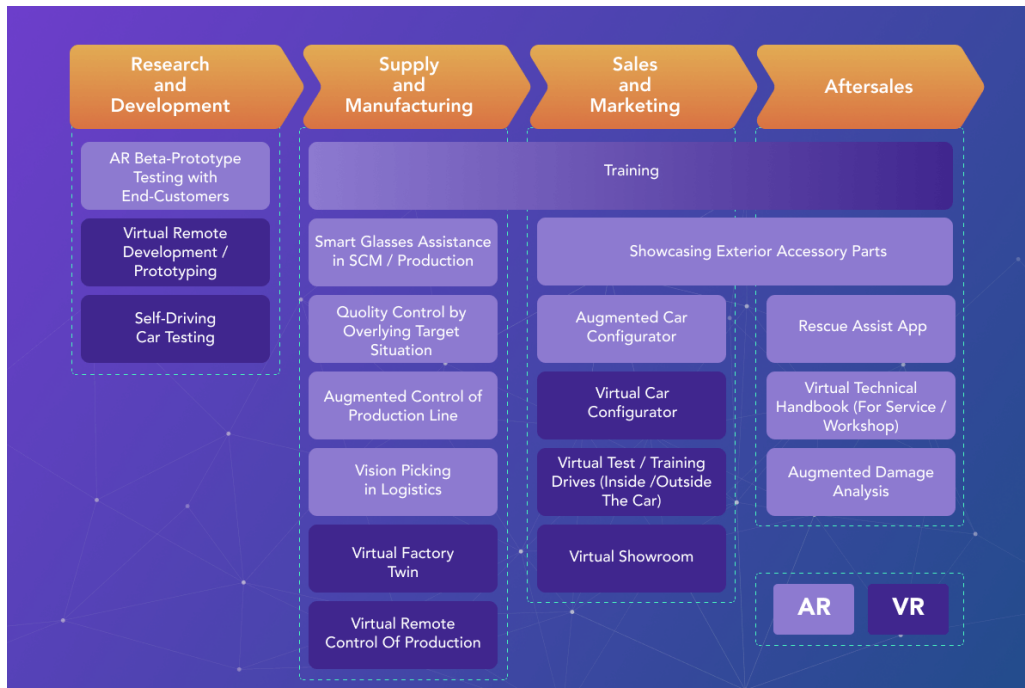 Research
and
Development
Supply
and
Manufacturing
Sales
and
Marketing
Aftersales
AR Beta-Prototype
Testing with
End-Customers
Virtual Remote
Development /
Prototyping
Self-Driving
Car Testing
Training
Smart Glasses Assistance
in SCM / Production
Quolity Control by
Overlying Target
Situation
Augmented Control of
Production Line
Vision Picking
in Logistics
Virtual Factory
Twin
Virtual Remote
Control Of Production
Showcasing Exterior Accessory Parts
Augmented Car
Configurator
Virtual Car
Configurator
Virtual Test / Training
Drives (Inside /Outside
The Car)
Virtual Showroom
Rescue Assist App
Virtual Technical
Handbook (For Service /
Workshop)
Augmented Damage
Analysis
AR
VR